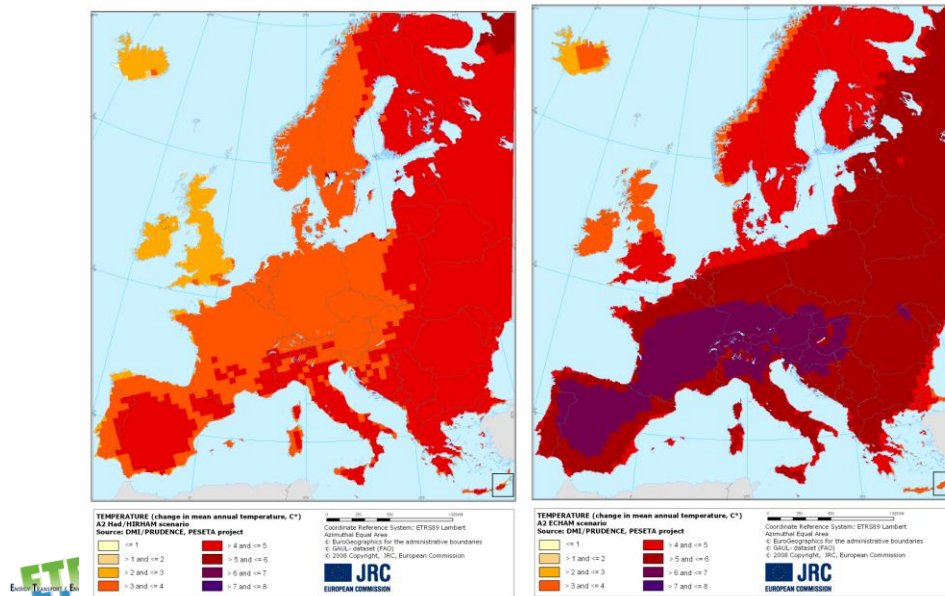 TEMPERATURE (change in mean annual temperature, C°)
A2 Had/HIRHAM scenario
Source: DMI/PRUDENCE, PESETA project
<= 1
> 1 and <= 2
> 2 and <= 3
> 3 and <= 4
> 4 and <= 5
> 5 and <= 6
> 6 and <= 7
> 7 and <= 8
Coordinate Reference System: ETRS89 Lambert
Azimuthal Equal Area
© EuroGeographics for the administrative boundaries
© GAUL- dataset (FAO)
© 2008 Copyright, JRC, European Commission
JRC
EUROPEAN COMMISSION
TEMPERATURE (change in mean annual temperature, C°)
A2 ECHAM scenario
Source: DMI/PRUDENCE, PESETA project
<= 1
> 1 and <= 2
> 2 and <= 3
> 3 and <= 4
> 4 and <= 5
> 5 and <= 6
> 6 and <= 7
> 7 and <= 8
Coordinate Reference System: ETRS89 Lambert
Azimuthal Equal Area
© EuroGeographics for the administrative boundaries
© GAUL- dataset (FAO)
© 2008 Copyright, JRC, European Commission
JRC
EUROPEAN COMMISSION
ENERGY TRANSPORT &